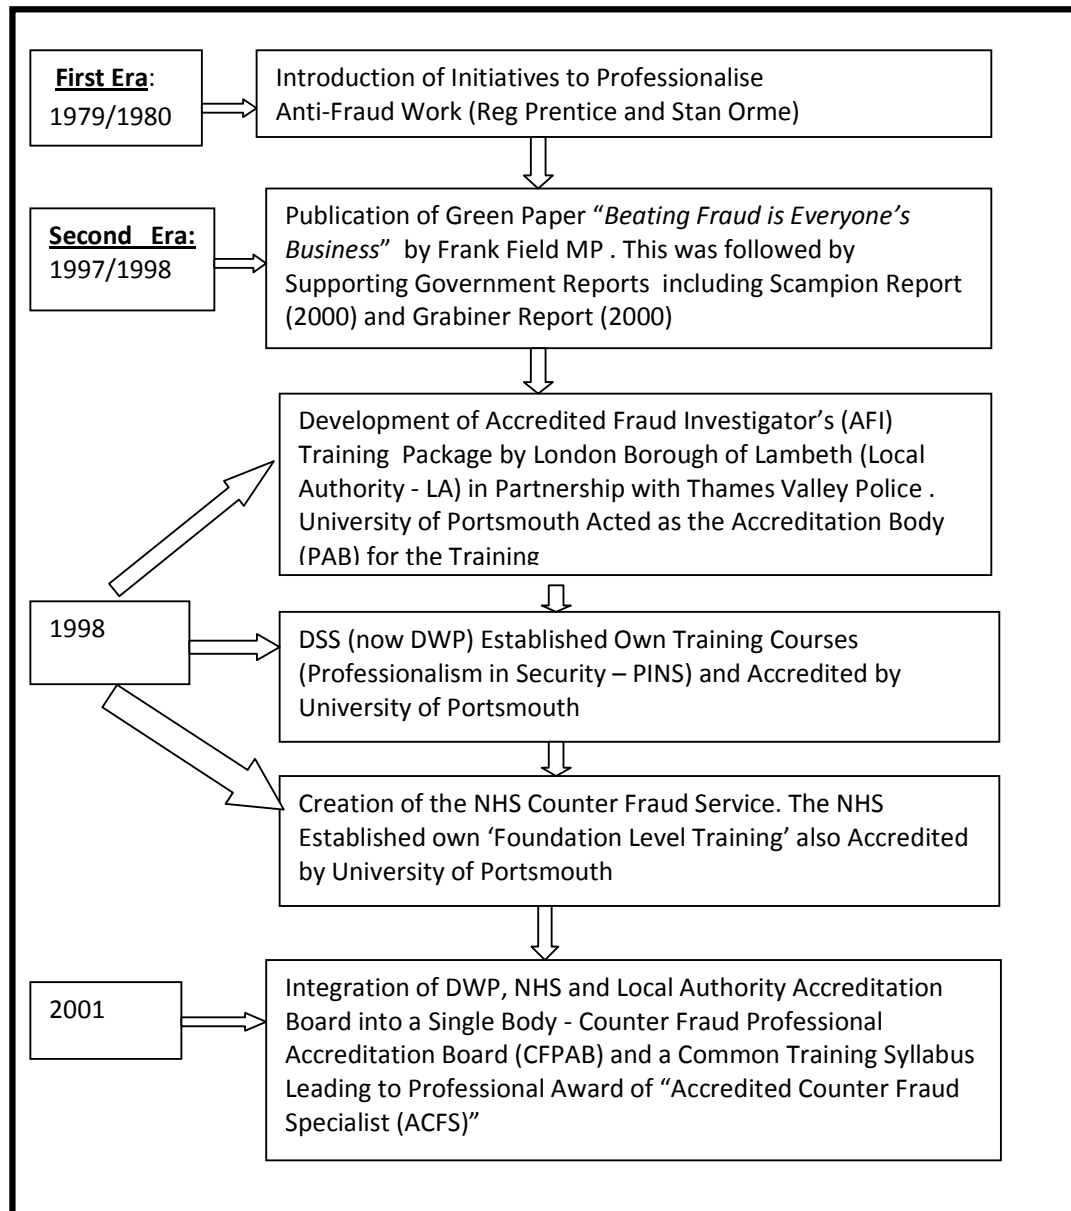 First Era:
1979/1980
Introduction of Initiatives to Professionalise
Anti-Fraud Work (Reg Prentice and Stan Orme)
Second Era:
1997/1998
Publication of Green Paper “Beating Fraud is Everyone’s
Business” by Frank Field MP . This was followed by
Supporting Government Reports including Scampion Report
(2000) and Grabiner Report (2000)
Development of Accredited Fraud Investigator’s (AFI)
Training Package by London Borough of Lambeth (Local
Authority - LA) in Partnership with Thames Valley Police .
University of Portsmouth Acted as the Accreditation Body
(PAB) for the Training
1998
DSS (now DWP) Established Own Training Courses
(Professionalism in Security – PINS) and Accredited by
University of Portsmouth
Creation of the NHS Counter Fraud Service. The NHS
Established own ‘Foundation Level Training’ also Accredited
by University of Portsmouth
2001
Integration of DWP, NHS and Local Authority Accreditation
Board into a Single Body - Counter Fraud Professional
Accreditation Board (CFPAB) and a Common Training Syllabus
Leading to Professional Award of “Accredited Counter Fraud
Specialist (ACFS)”